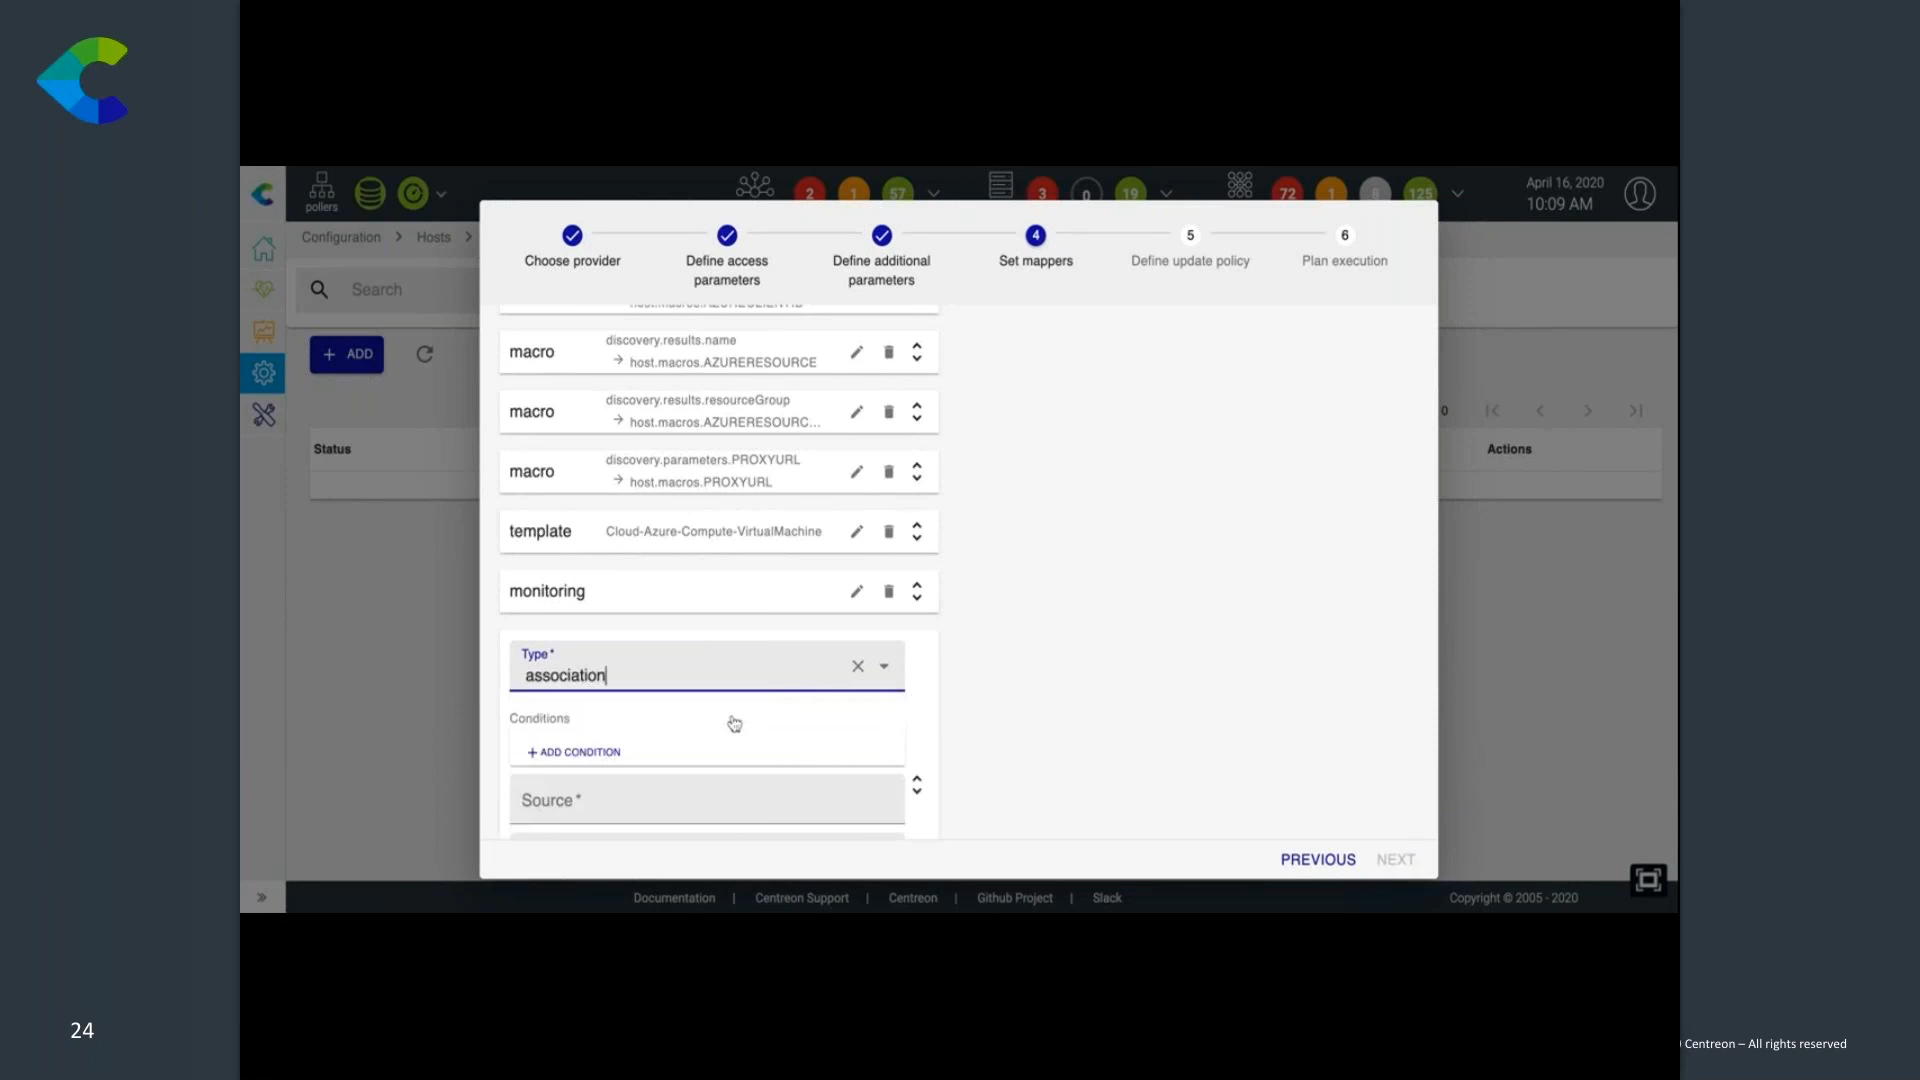 pollers
2
1
57
3
0
19
72
1
8
125
April 16, 2020
10:09 AM
Configuration > Hosts >
Search
+ ADD
Status
0
Actions
Choose provider
Define access
parameters
Define additional
parameters
4
Set mappers
5
Define update policy
6
Plan execution
macro
discovery.results.name
→ host.macros.AZURERESOURCE
macro
discovery.results.resourceGroup
→ host.macros.AZURERESOURC...
macro
discovery.parameters.PROXYURL
→ host.macros.PROXYURL
template
Cloud-Azure-Compute-VirtualMachine
monitoring
Type *
association
Conditions
+ ADD CONDITION
Source *
PREVIOUS
NEXT
Documentation | Centreon Support | Centreon | Github Project | Slack
Copyright © 2005 - 2020
24
Centreon – All rights reserved